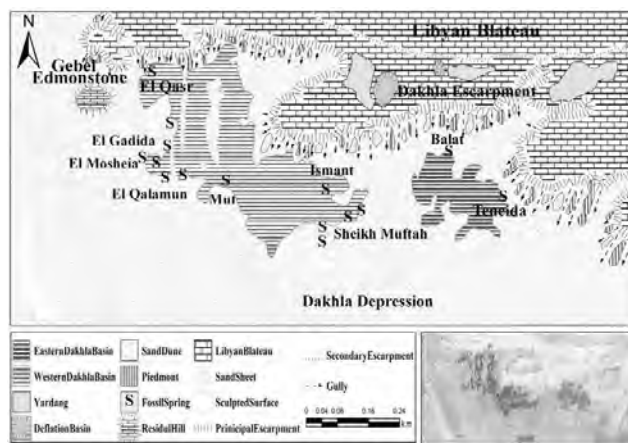 N
Libyan Blateau
Gebel
Edmonstone
El Qasr
Dakhla Escarpment
El Gadida
Balat
El Mosheia
Ismant
El Qalamun
Mut
Teneida
Sheikh Muftah
Dakhla Depression
EasternDakhlaBasin
SandDune
LibyanBlateau
SecondaryEscarpment
WesternDakhlaBasin
Piedmont
SandSheet
Gully
Yardang
S FossilSpring
SculptedSurface
0 0.04 0.08 0.16 0.24
km
DeflationBasin
ResidulHill
PrinicipalEscarpment